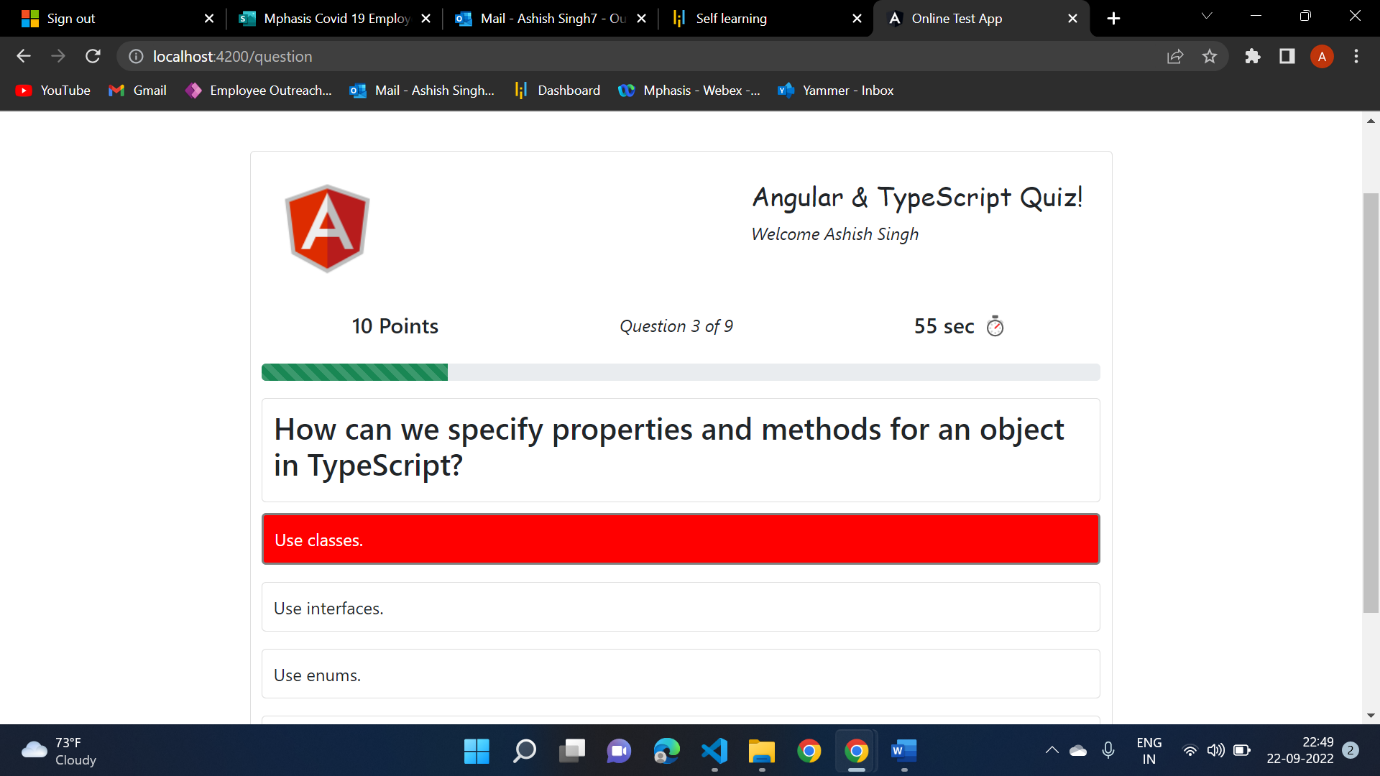 Sign out
Mphasis Covid 19 Employ
Mail - Ashish Singh7 - Ou
Self learning
Online Test App
localhost:4200/question
A
YouTube
Gmail
Employee Outreach...
Mail - Ashish Singh...
Dashboard
Mphasis - Webex -...
Yammer - Inbox
A
Angular & TypeScript Quiz!
Welcome Ashish Singh
10 Points
Question 3 of 9
55 sec
How can we specify properties and methods for an object
in TypeScript?
Use classes.
Use interfaces.
Use enums.
73°F
Cloudy
ENG
IN
22:49
22-09-2022
2